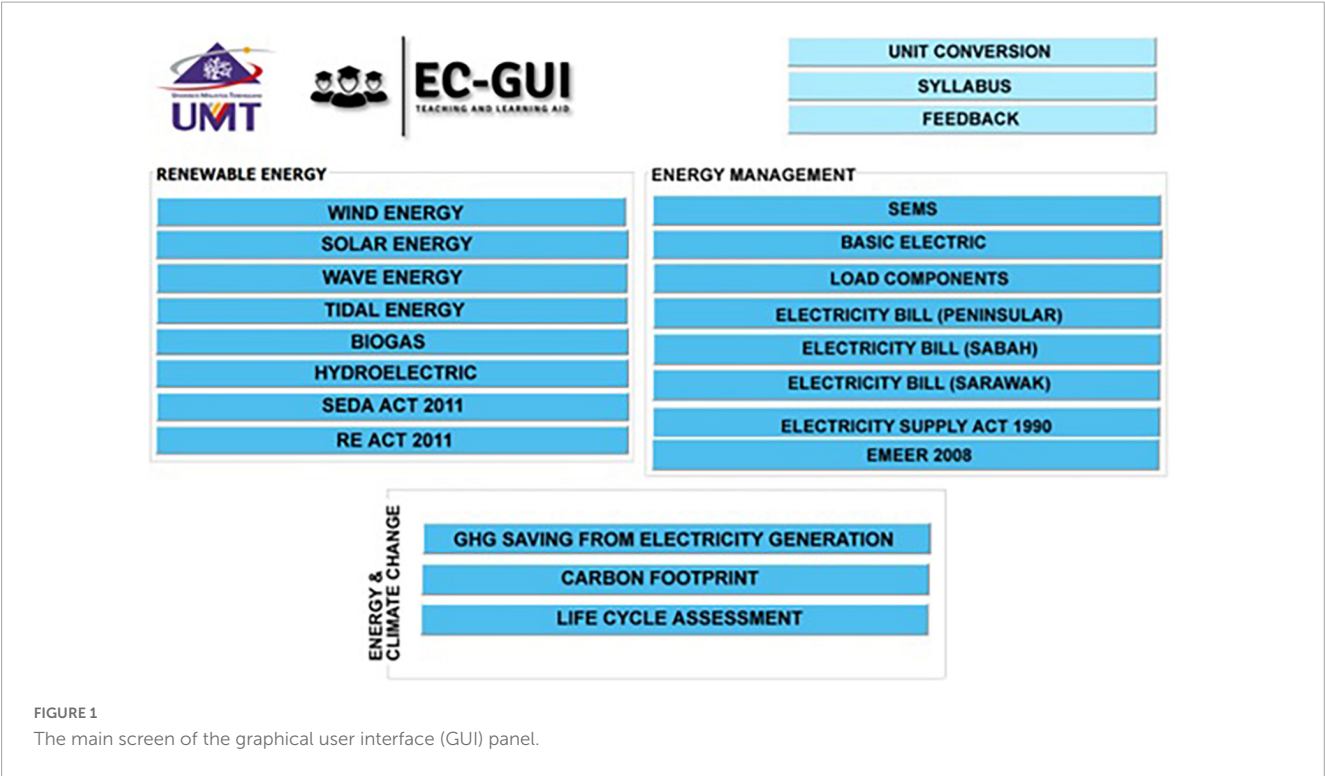 UNIVERSITI MALAYSIA TERENGGANU
UMT
EC-GUI
TEACHING AND LEARNING AID
UNIT CONVERSION
SYLLABUS
FEEDBACK
RENEWABLE ENERGY
WIND ENERGY
SOLAR ENERGY
WAVE ENERGY
TIDAL ENERGY
BIOGAS
HYDROELECTRIC
SEDA ACT 2011
RE ACT 2011
ENERGY MANAGEMENT
SEMS
BASIC ELECTRIC
LOAD COMPONENTS
ELECTRICITY BILL (PENINSULAR)
ELECTRICITY BILL (SABAH)
ELECTRICITY BILL (SARAWAK)
ELECTRICITY SUPPLY ACT 1990
EMEER 2008
ENERGY &
CLIMATE CHANGE
GHG SAVING FROM ELECTRICITY GENERATION
CARBON FOOTPRINT
LIFE CYCLE ASSESSMENT
FIGURE 1
The main screen of the graphical user interface (GUI) panel.